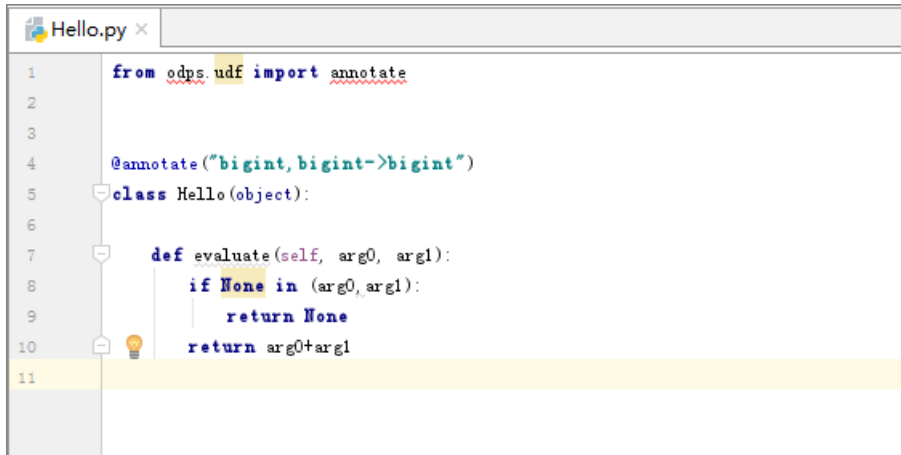 Hello.py
1 from odps.udf import annotate
2
3
4 @annotate("bigint,bigint->bigint")
5 class Hello(object):
6
7     def evaluate(self, arg0, arg1):
8         if None in (arg0,arg1):
9             return None
10         return arg0+arg1
11